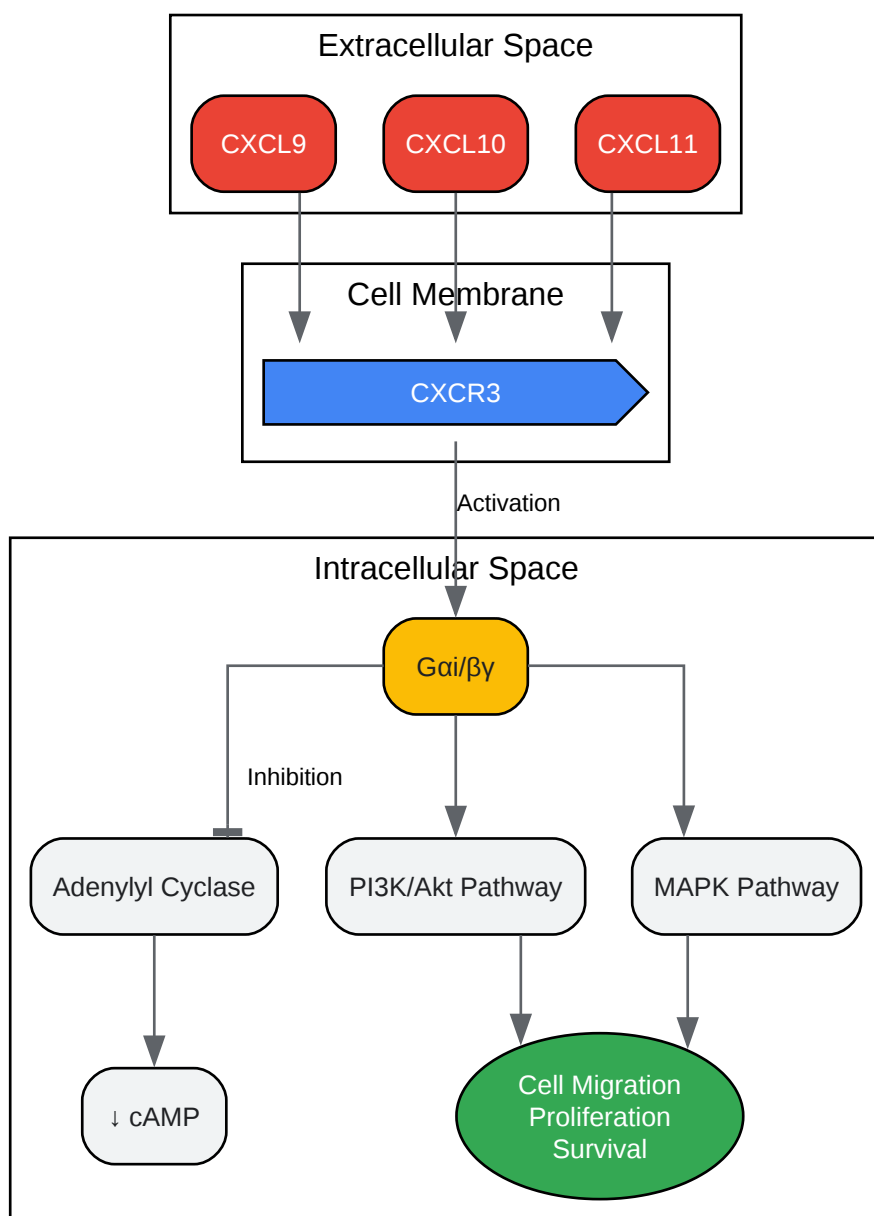 Extracellular Space
CXCL9
CXCL10
CXCL11
Cell Membrane
CXCR3
Activation
Intracellular Space
Gαi/βγ
Inhibition
Adenylyl Cyclase
PI3K/Akt Pathway
MAPK Pathway
↓ cAMP
Cell Migration
Proliferation
Survival